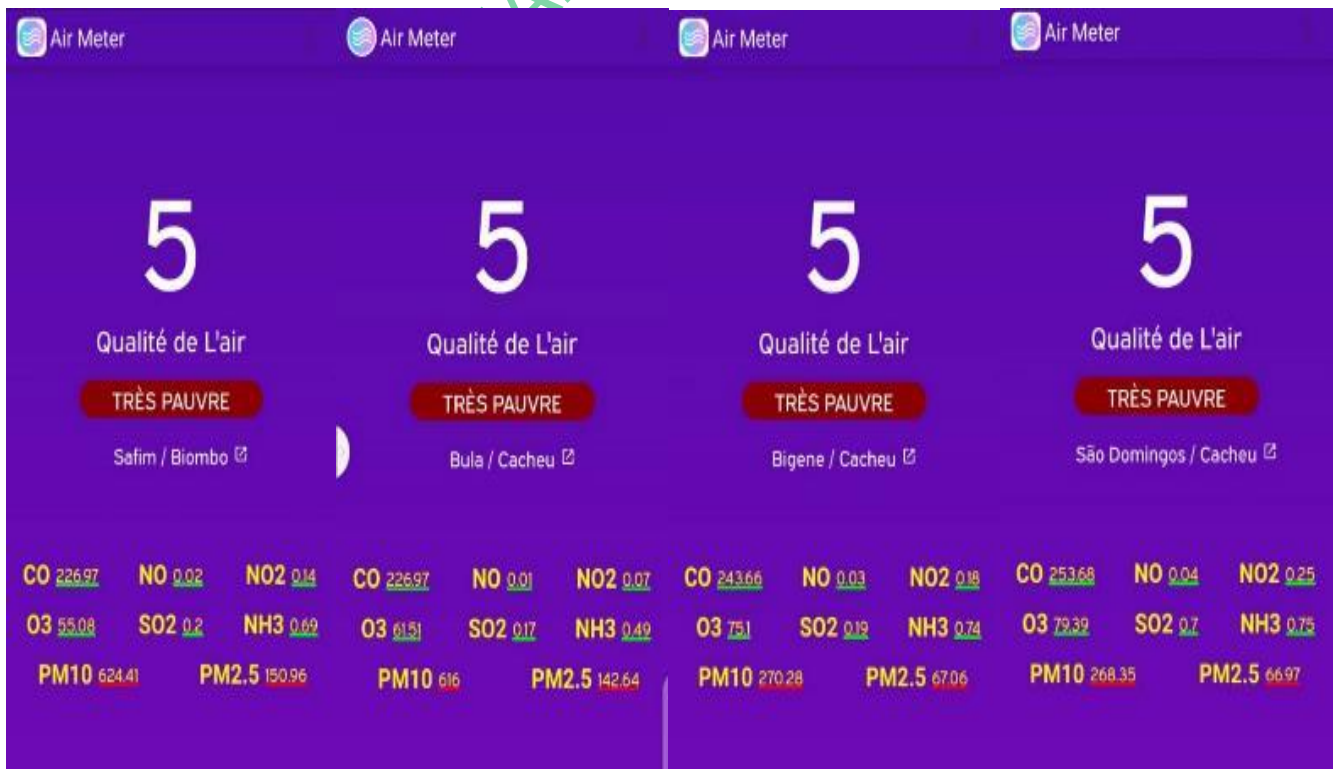 Air Meter
5
Qualité de L'air
TRÈS PAUVRE
Safim / Biombo
CO 226.97 NO 0.02 NO2 0.14
O3 55.08 SO2 0.2 NH3 0.69
PM10 624.41 PM2.5 150.96
Air Meter
5
Qualité de L'air
TRÈS PAUVRE
Bula / Cacheu
CO 226.97 NO 0.01 NO2 0.07
O3 61.51 SO2 0.17 NH3 0.49
PM10 616 PM2.5 142.64
Air Meter
5
Qualité de L'air
TRÈS PAUVRE
Bigene / Cacheu
CO 243.66 NO 0.03 NO2 0.18
O3 75.1 SO2 0.19 NH3 0.74
PM10 270.28 PM2.5 67.06
Air Meter
5
Qualité de L'air
TRÈS PAUVRE
São Domingos / Cacheu
CO 253.68 NO 0.04 NO2 0.25
O3 79.39 SO2 0.7 NH3 0.75
PM10 268.35 PM2.5 66.97